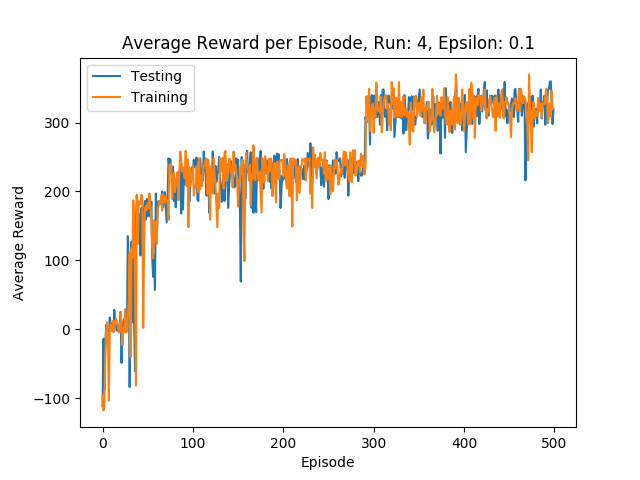 Average Reward per Episode, Run: 4, Epsilon: 0.1
Testing
Training
Average Reward
300
200
100
0
−100
0 100 200 300 400 500
Episode